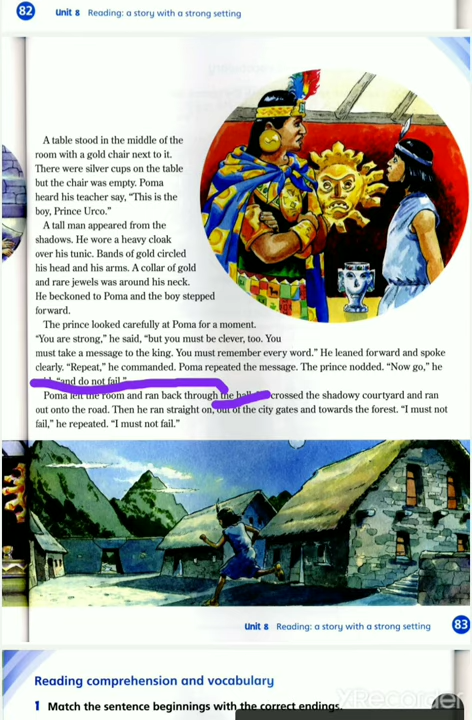 82 Unit 8 Reading: a story with a strong setting
A table stood in the middle of the
room with a gold chair next to it.
There were silver cups on the table
but the chair was empty. Poma
heard his teacher say, "This is the
boy, Prince Urco."
A tall man appeared from the
shadows. He wore a heavy cloak
over his tunic. Bands of gold circled
his head and his arms. A collar of gold
and rare jewels was around his neck.
He beckoned to Poma and the boy stepped
forward.
The prince looked carefully at Poma for a moment.
"You are strong," he said, "but you must be clever, too. You
must take a message to the king. You must remember every word." He leaned forward and spoke
clearly. "Repeat," he commanded. Poma repeated the message. The prince nodded. "Now go," he
"and do not fail."
Poma left the room and ran back through the hall. crossed the shadowy courtyard and ran
out onto the road. Then he ran straight on, out of the city gates and towards the forest. "I must not
fail," he repeated. "I must not fail."
Unit 8 Reading: a story with a strong setting 83
Reading comprehension and vocabulary
1 Match the sentence beginnings with the correct endings.
XRecorder